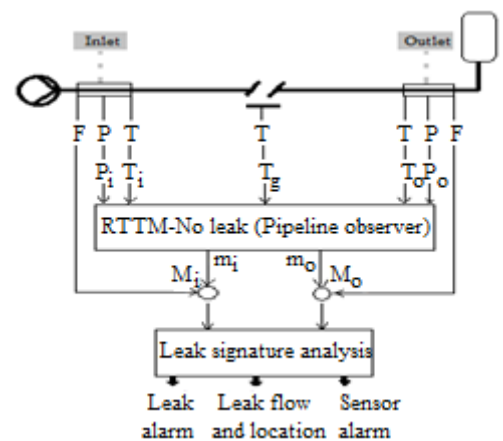 Inlet Outlet
F P T T T P F
Pi Ti Tg To Po
RTTM-No leak (Pipeline observer)
mi mo
Mi Mo
Leak signature analysis
Leak alarm
Leak flow and location
Sensor alarm